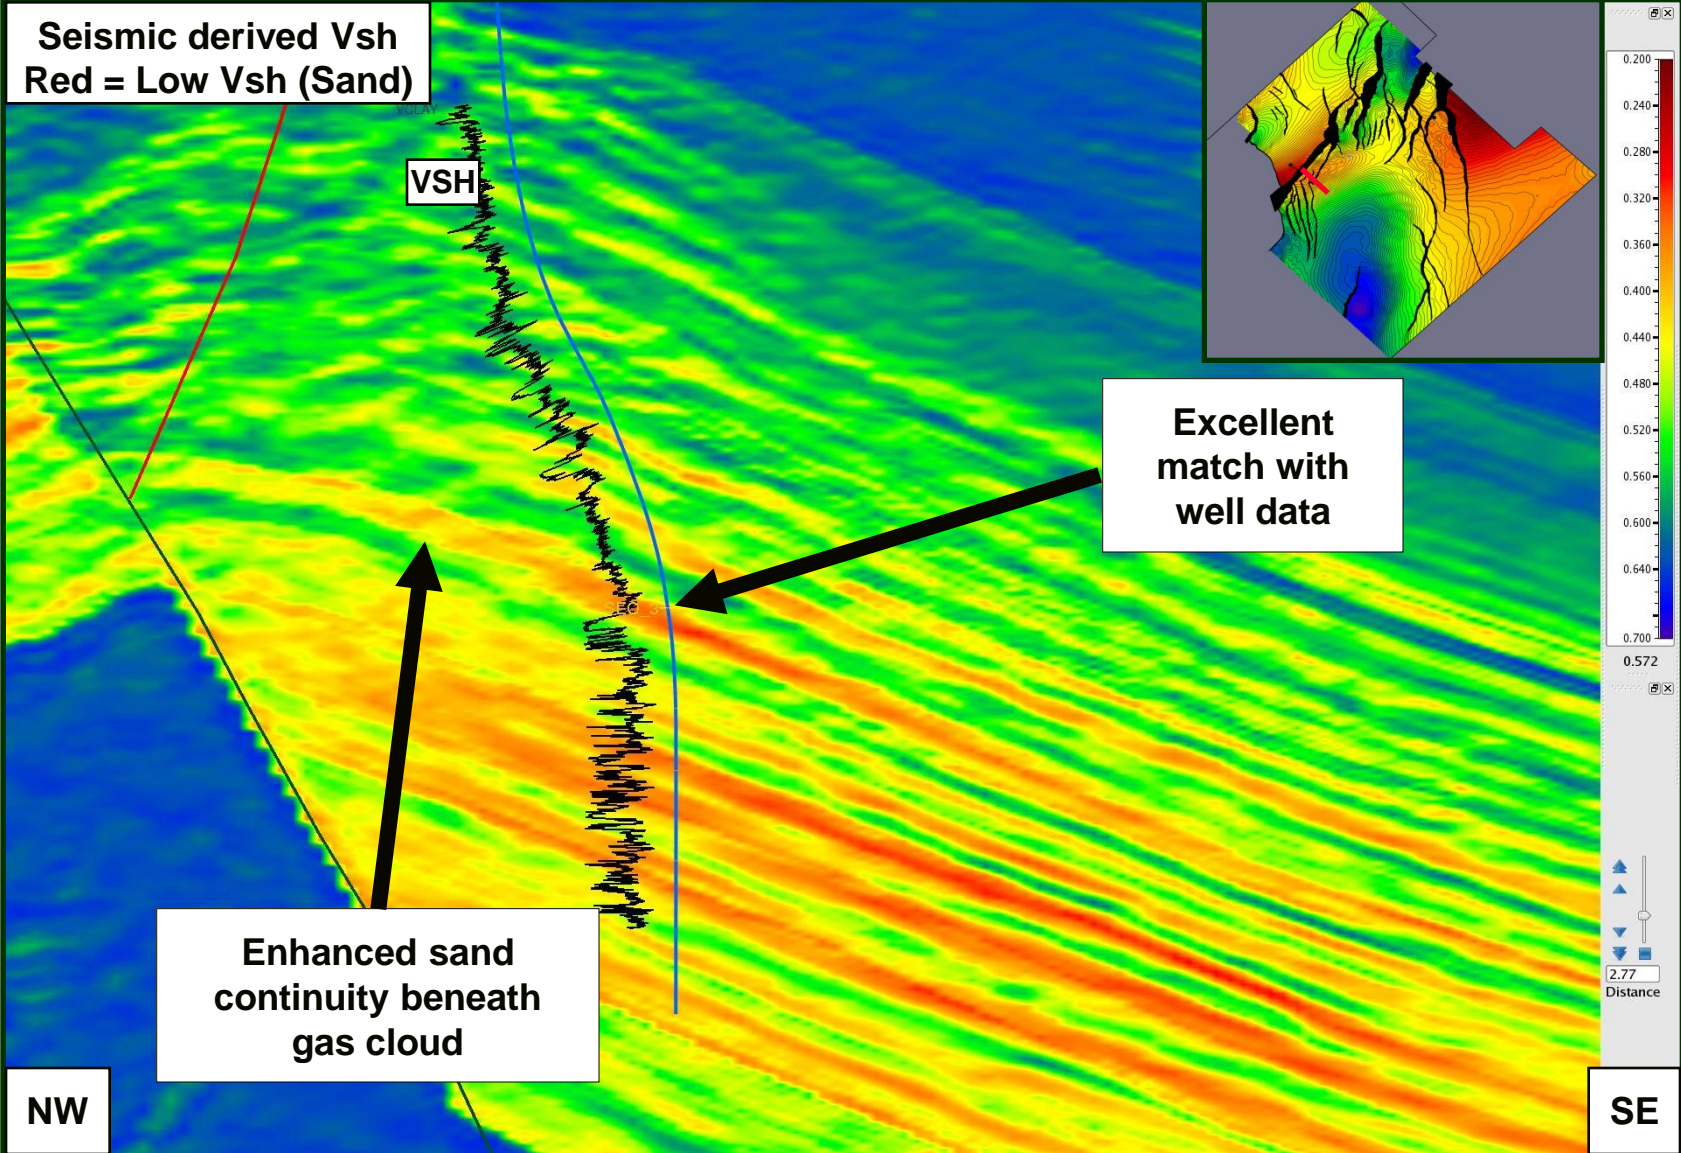 Seismic derived Vsh
Red = Low Vsh (Sand)
VCLAY
VSH
Excellent
match with
well data
SEG_3
Enhanced sand
continuity beneath
gas cloud
NW
SE
0.200
0.240
0.280
0.320
0.360
0.400
0.440
0.480
0.520
0.560
0.600
0.640
0.700
0.572
2.77
Distance